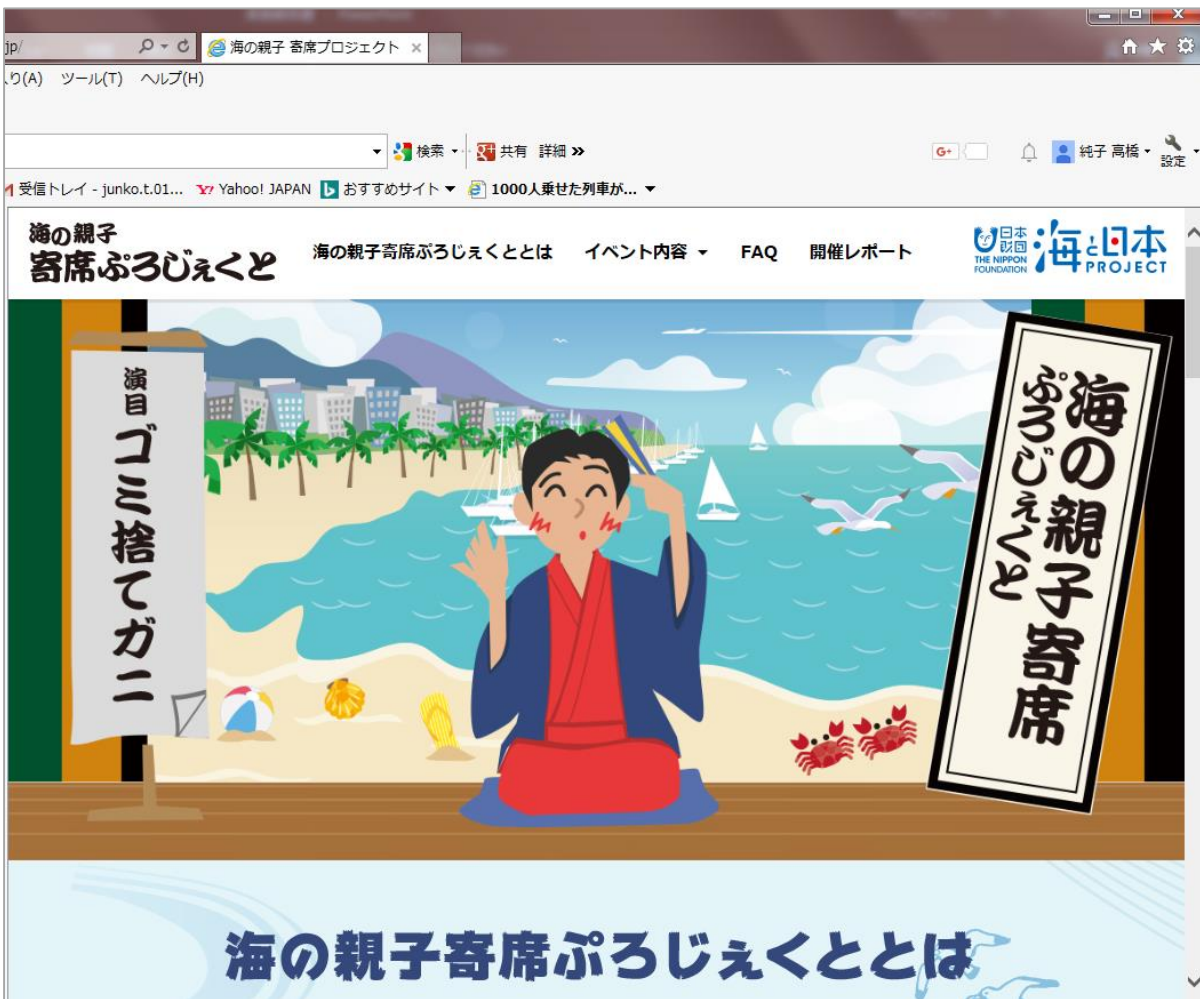 jp/
海の親子 寄席プロジェクト
り(A) ツール(T) ヘルプ(H)
検索
共有 詳細
G+
純子 高橋
設定
受信トレイ - junko.t.01...
Yahoo! JAPAN
おすすめサイト
1000人乗せた列車が...
海の親子
寄席ぷろじぇくと
海の親子寄席ぷろじぇくととは
イベント内容
FAQ
開催レポート
日本
財団
THE NIPPON
FOUNDATION
海と日本
PROJECT
演目
ゴミ捨てガニ
海の親子寄席
ぷろじぇくと
海の親子寄席ぷろじぇくととは